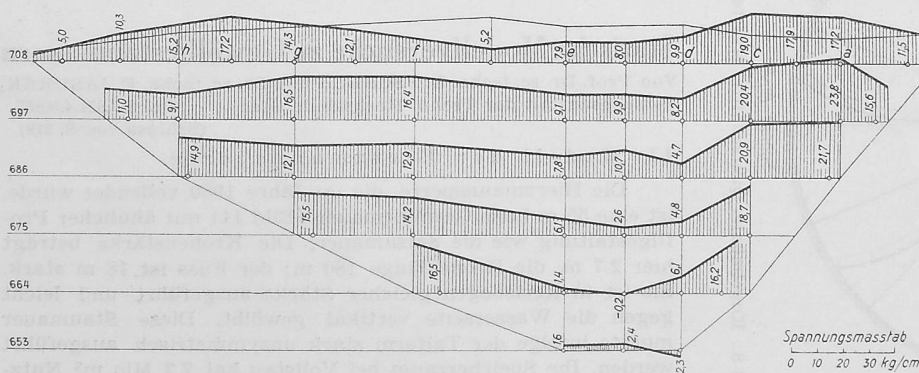 5,0 10,3 15,2 h 17,2 14,3 g 12,1 f 5,2 7,9 e 8,0 9,9 d 19,0 c 17,9 17,2 a 11,5
708
11,0 9,1 16,5 16,4 9,1 9,9 8,2 20,4 23,8 15,6
697
14,9 12,1 12,9 7,8 10,7 4,7 20,9 21,7
686
15,5 14,2 6,1 2,6 4,8 18,7
675
16,5 1,4 -0,2 6,1 16,2
664
1,6 2,4 2,3
653
Spannungsmasstab
0 10 20 30 kg/cm